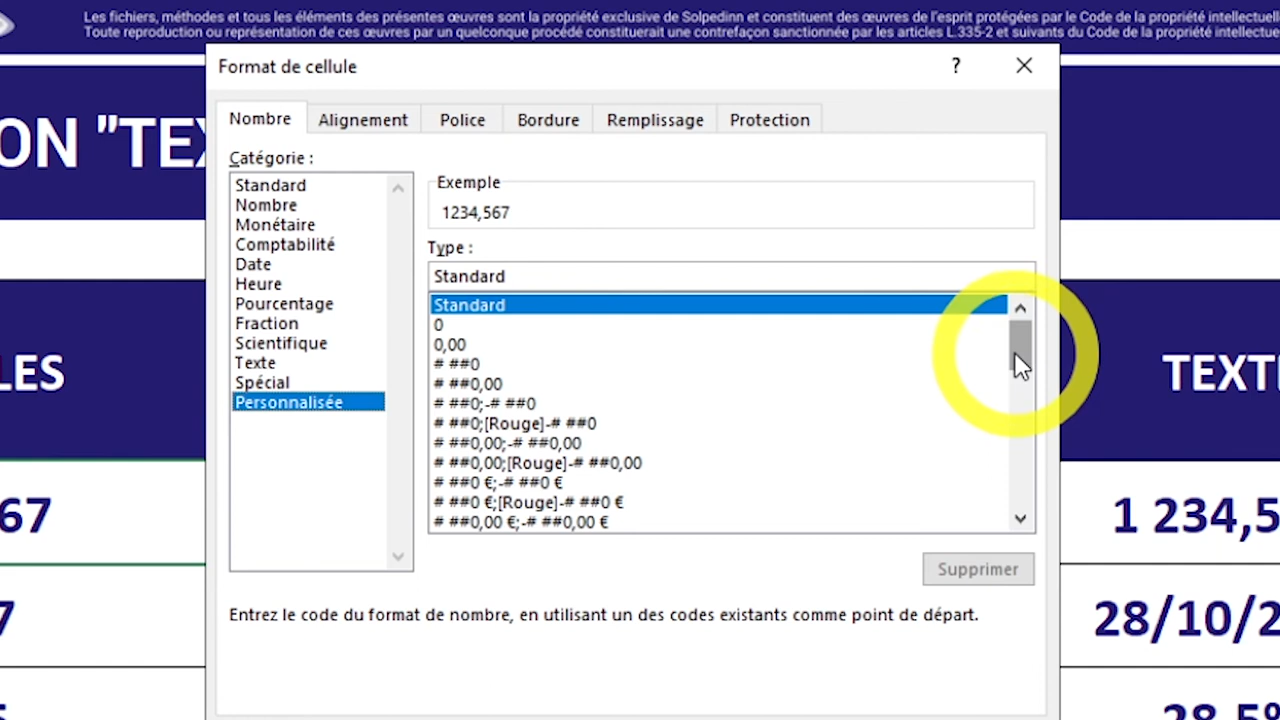 Les fichiers, méthodes et tous les éléments des présentes œuvres sont la propriété exclusive de Solpedinn et constituent des œuvres de l'esprit protégées par le Code de la propriété
Toute reproduction ou représentation de ces œuvres par un quelconque procédé constituerait une contrefaçon sanctionnée par les articles L.335-2 et suivants du Code de la propriété
Format de cellule
?
Nombre Alignement Police Bordure Remplissage Protection
Catégorie :
Standard
Nombre
Monétaire
Comptabilité
Date
Heure
Pourcentage
Fraction
Scientifique
Texte
Spécial
Personnalisée
Exemple
1234,567
Type :
Standard
Standard
0
0,00
# ##0
# ##0,00
# ##0;-# ##0
# ##0;[Rouge]-# ##0
# ##0,00;-# ##0,00
# ##0,00;[Rouge]-# ##0,00
# ##0 €;-# ##0 €
# ##0 €;[Rouge]-# ##0 €
# ##0,00 €;-# ##0,00 €
Supprimer
Entrez le code du format de nombre, en utilisant un des codes existants comme point de départ.
ON "TEX
LES
67
7
TEXT
1 234,5
28/10/2
28,5%